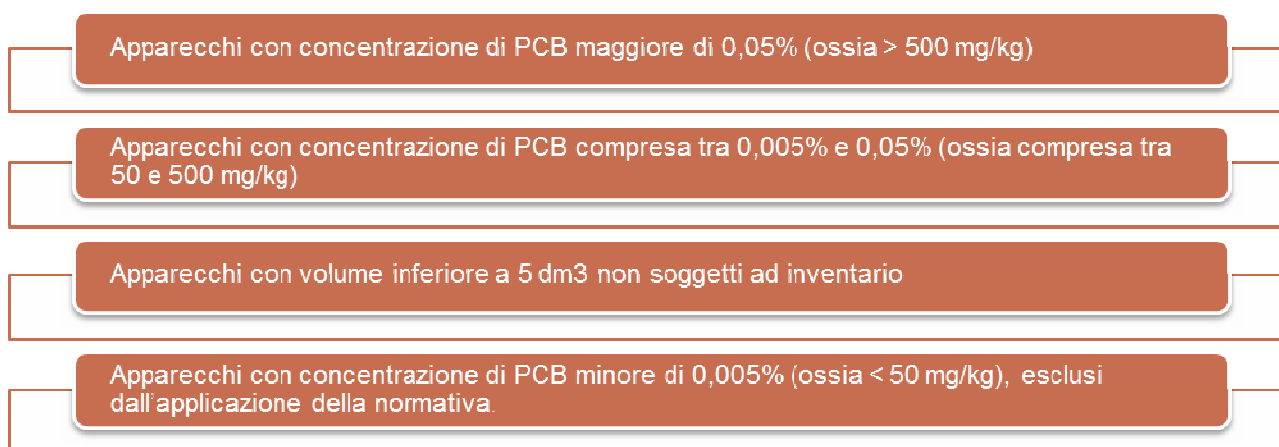 Apparecchi con concentrazione di PCB maggiore di 0,05% (ossia > 500 mg/kg)
Apparecchi con concentrazione di PCB compresa tra 0,005% e 0,05% (ossia compresa tra
50 e 500 mg/kg)
Apparecchi con volume inferiore a 5 dm3 non soggetti ad inventario
Apparecchi con concentrazione di PCB minore di 0,005% (ossia < 50 mg/kg), esclusi
dall'applicazione della normativa.